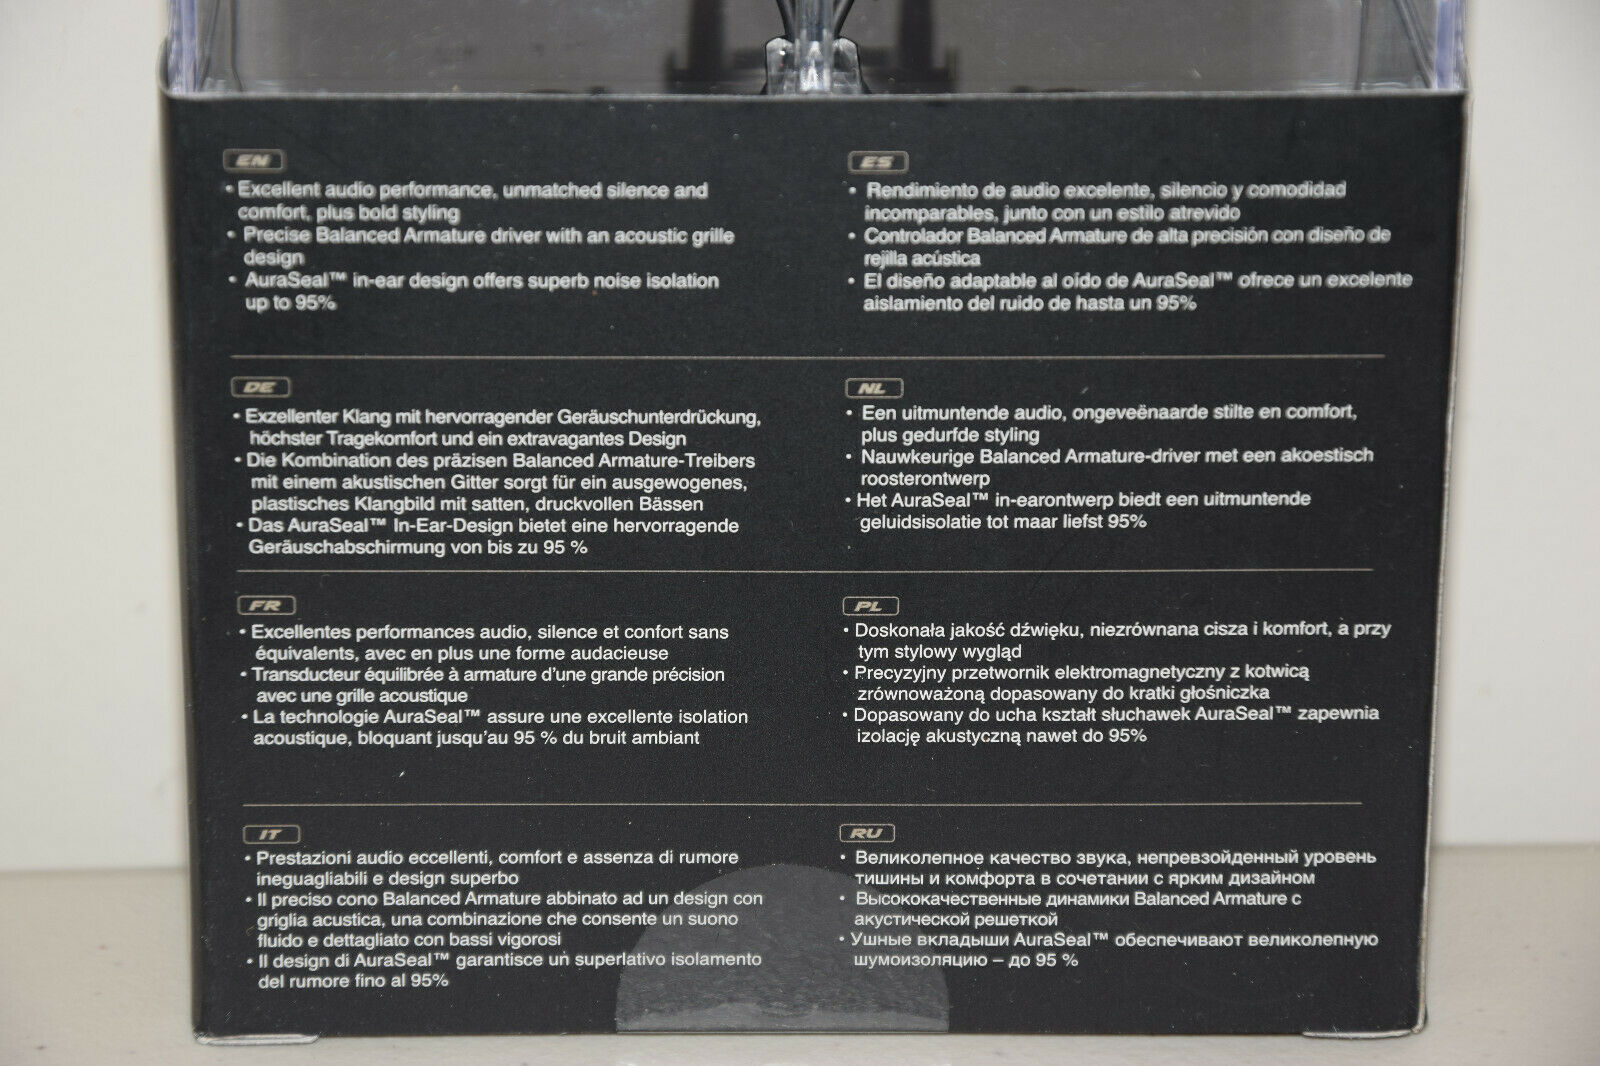 EN
• Excellent audio performance, unmatched silence and
comfort, plus bold styling
• Precise Balanced Armature driver with an acoustic grille
design
• AuraSeal™ in-ear design offers superb noise isolation
up to 95%
DE
• Exzellenter Klang mit hervorragender Geräuschunterdrückung,
höchster Tragekomfort und ein extravagantes Design
• Die Kombination des präzisen Balanced Armature-Treibers
mit einem akustischen Gitter sorgt für ein ausgewogenes,
plastisches Klangbild mit satten, druckvollen Bässen
• Das AuraSeal™ In-Ear-Design bietet eine hervorragende
Geräuschabschirmung von bis zu 95 %
FR
• Excellentes performances audio, silence et confort sans
équivalents, avec en plus une forme audacieuse
• Transducteur équilibrée à armature d'une grande précision
avec une grille acoustique
• La technologie AuraSeal™ assure une excellente isolation
acoustique, bloquant jusqu'au 95 % du bruit ambiant
IT
• Prestazioni audio eccellenti, comfort e assenza di rumore
ineguagliabili e design superbo
• Il preciso cono Balanced Armature abbinato ad un design con
griglia acustica, una combinazione che consente un suono
fluido e dettagliato con bassi vigorosi
• Il design di AuraSeal™ garantisce un superlativo isolamento
del rumore fino al 95%
ES
• Rendimiento de audio excelente, silencio y comodidad
incomparables, junto con un estilo atrevido
• Controlador Balanced Armature de alta precisión con diseño de
rejilla acústica
• El diseño adaptable al oído de AuraSeal™ ofrece un excelente
aislamiento del ruido de hasta un 95%
NL
• Een uitmuntende audio, ongeveënaarde stilte en comfort,
plus gedurfde styling
• Nauwkeurige Balanced Armature-driver met een akoestisch
roosterontwerp
• Het AuraSeal™ in-earontwerp biedt een uitmuntende
geluidsisolatie tot maar liefst 95%
PL
• Doskonała jakość dźwięku, niezrównana cisza i komfort, a przy
tym stylowy wygląd
• Precyzyjny przetwornik elektromagnetyczny z kotwicą
zrównoważoną dopasowany do kratki głośniczka
• Dopasowany do ucha kształt słuchawek AuraSeal™ zapewnia
izolację akustyczną nawet do 95%
RU
• Великолепное качество звука, непревзойденный уровень
тишины и комфорта в сочетании с ярким дизайном
• Высококачественные динамики Balanced Armature с
акустической решеткой
• Ушные вкладыши AuraSeal™ обеспечивают великолепную
шумоизоляцию – до 95 %